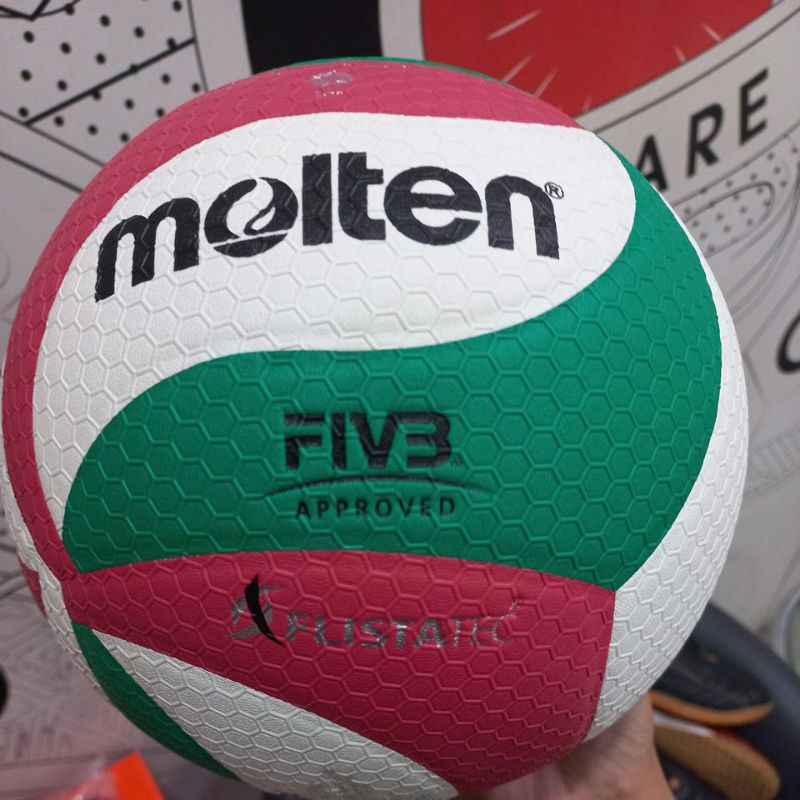 molten®
ARE
FIVB
APPROVED
FLISTATEC